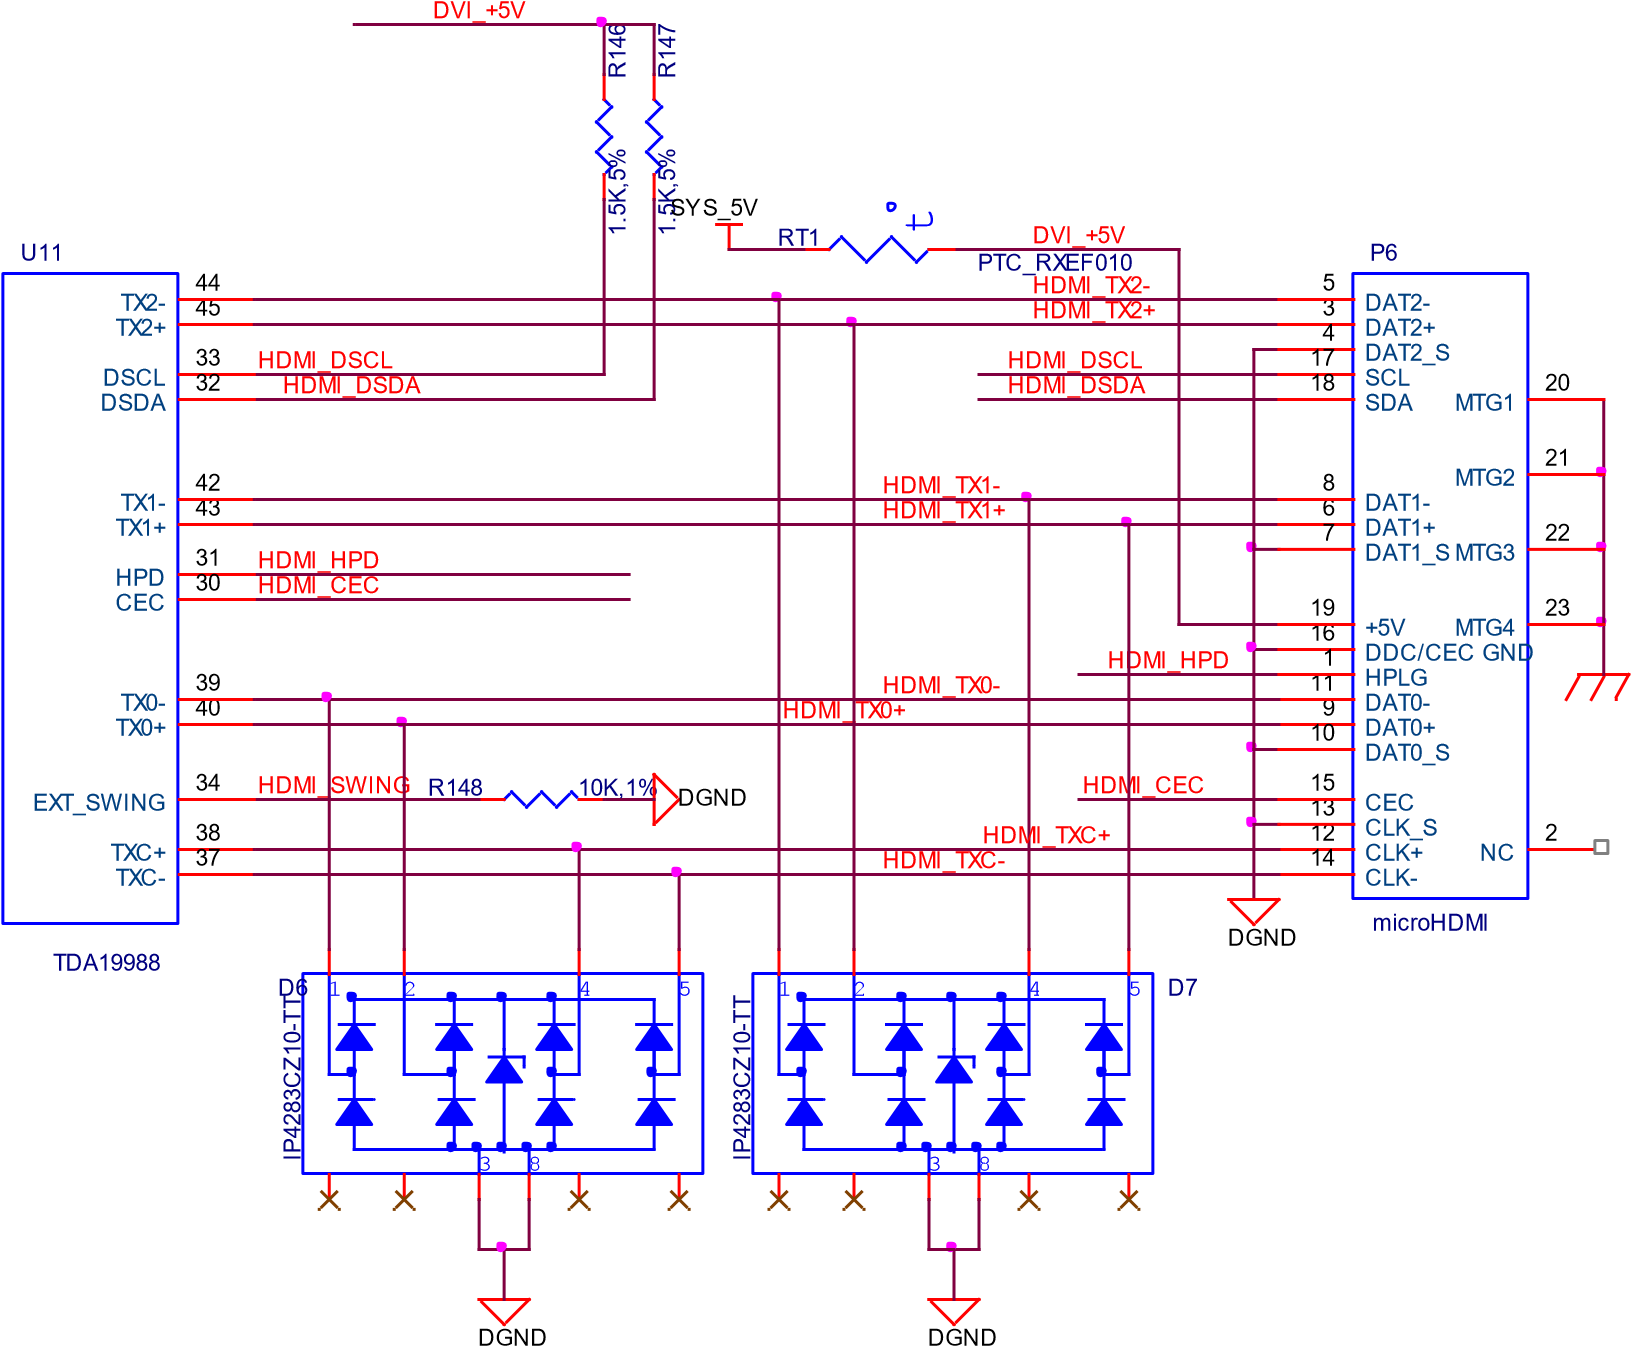 DVI_+5V
R146
R147
1.5K,5%
1.5K,5%
SYS_5V
RT1
t
DVI_+5V
PTC_RXEF010
U11
P6
44
TX2-
HDMI_TX2-
5
DAT2-
45
TX2+
HDMI_TX2+
3
DAT2+
4
DAT2_S
33
DSCL
HDMI_DSCL
HDMI_DSCL
17
SCL
32
DSDA
HDMI_DSDA
HDMI_DSDA
18
SDA
MTG1
20
MTG2
21
42
TX1-
HDMI_TX1-
8
DAT1-
43
TX1+
HDMI_TX1+
6
DAT1+
7
DAT1_S
MTG3
22
31
HPD
HDMI_HPD
30
CEC
HDMI_CEC
19
+5V
MTG4
23
16
DDC/CEC GND
HDMI_HPD
1
HPLG
39
TX0-
HDMI_TX0-
11
DAT0-
40
TX0+
HDMI_TX0+
9
DAT0+
10
DAT0_S
34
EXT_SWING
HDMI_SWING
R148
10K,1%
DGND
HDMI_CEC
15
CEC
13
CLK_S
38
TXC+
HDMI_TXC+
12
CLK+
NC
2
37
TXC-
HDMI_TXC-
14
CLK-
DGND
microHDMI
TDA19988
D6
1
2
4
5
IP4283CZ10-TT
3
8
DGND
D7
1
2
4
5
IP4283CZ10-TT
3
8
DGND